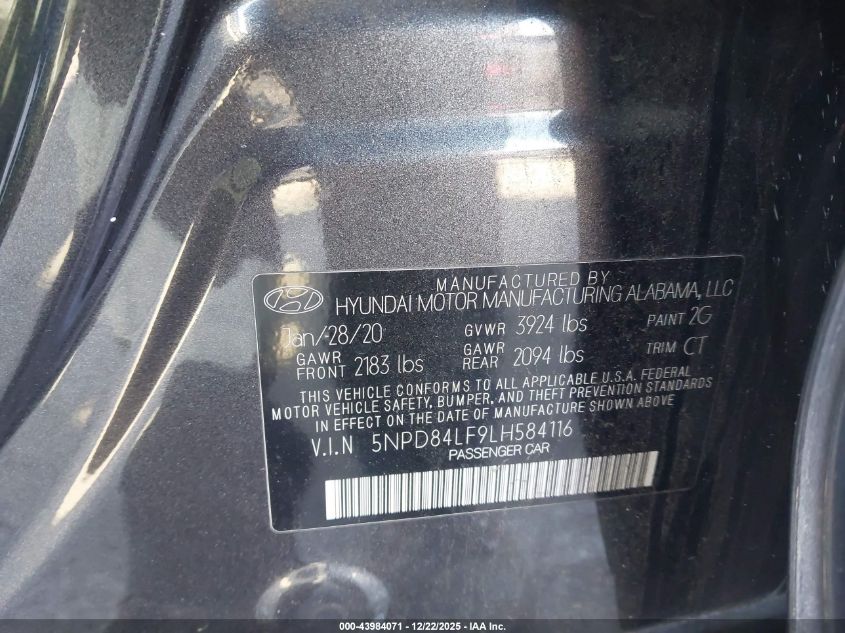 MANUFACTURED BY
HYUNDAI MOTOR MANUFACTURING ALABAMA, LLC
Jan/28/20 GVWR 3924 lbs PAINT 2G
GAWR FRONT 2183 lbs GAWR REAR 2094 lbs TRIM CT
THIS VEHICLE CONFORMS TO ALL APPLICABLE U.S.A. FEDERAL
MOTOR VEHICLE SAFETY, BUMPER, AND THEFT PREVENTION STANDARDS
IN EFFECT ON THE DATE OF MANUFACTURE SHOWN ABOVE
V.I.N 5NPD84LF9LH584116
PASSENGER CAR
000-43984071 - 12/22/2025 - IAA Inc.